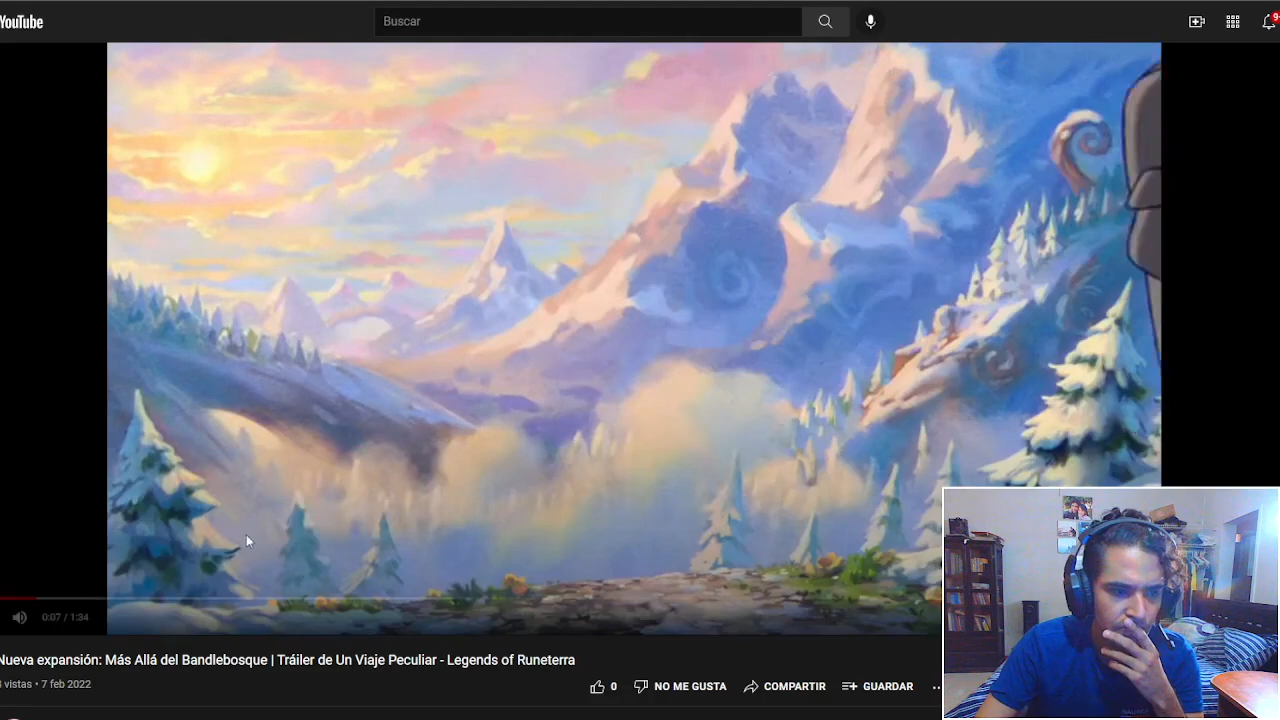 YouTube
Buscar
9+
0:07 / 1:34
Nueva expansión: Más Allá del Bandlebosque | Tráiler de Un Viaje Peculiar - Legends of Runeterra
vistas • 7 feb 2022
0
NO ME GUSTA
COMPARTIR
GUARDAR